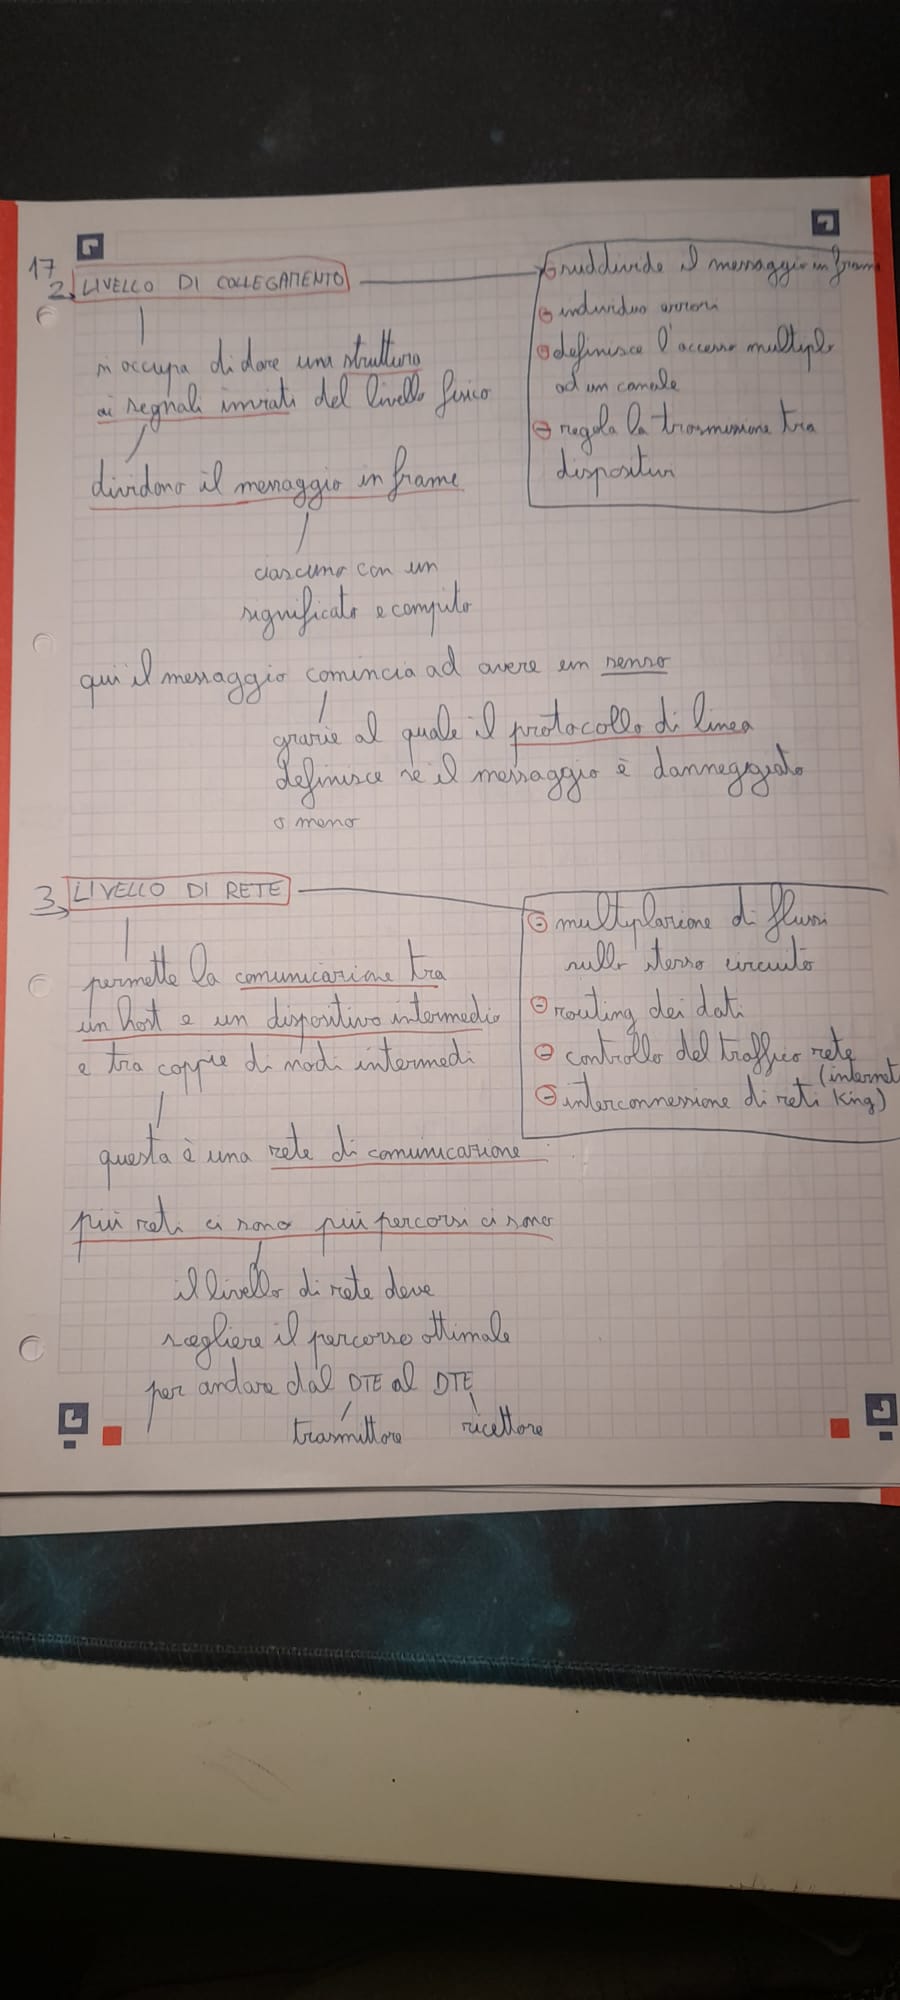 17
2) LIVELLO DI COLLEGAMENTO
si occupa di dare una struttura
ai segnali inviati del livello fisico
dividono il messaggio in frame
ciascuno con un
significato e compito
suddivide il messaggio in frame
individua errori
definisce l'accesso multiplo
ad un canale
regola la trasmissione tra
dispositivi
qui il messaggio comincia ad avere un senso
grazie al quale il protocollo di linea
definisce se il messaggio è danneggiato
o meno
3) LIVELLO DI RETE
permette la comunicazione tra
un host e un dispositivo intermedio
e tra coppie di nodi intermedi
questa è una rete di comunicazione
multiplazione di flussi
sullo stesso circuito
routing dei dati
controllo del traffico rete
interconnessione di reti (internet
king)
più reti ci sono più percorsi ci sono
il livello di rete deve
scegliere il percorso ottimale
per andare dal DTE al DTE
trasmittore ricettore